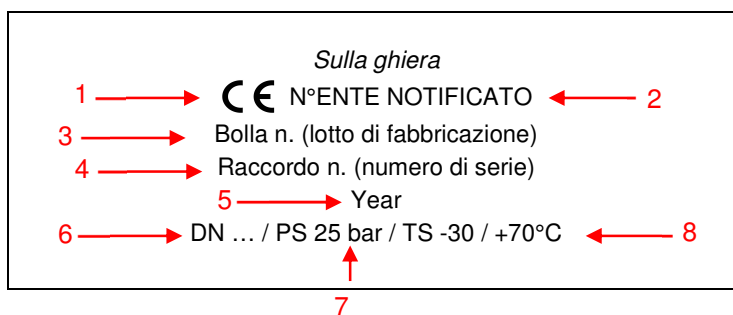 Sulla ghiera
1 CE N°ENTE NOTIFICATO 2
3 Bolla n. (lotto di fabbricazione)
4 Raccordo n. (numero di serie)
5 Year
6 DN … / PS 25 bar / TS -30 / +70°C 8
7